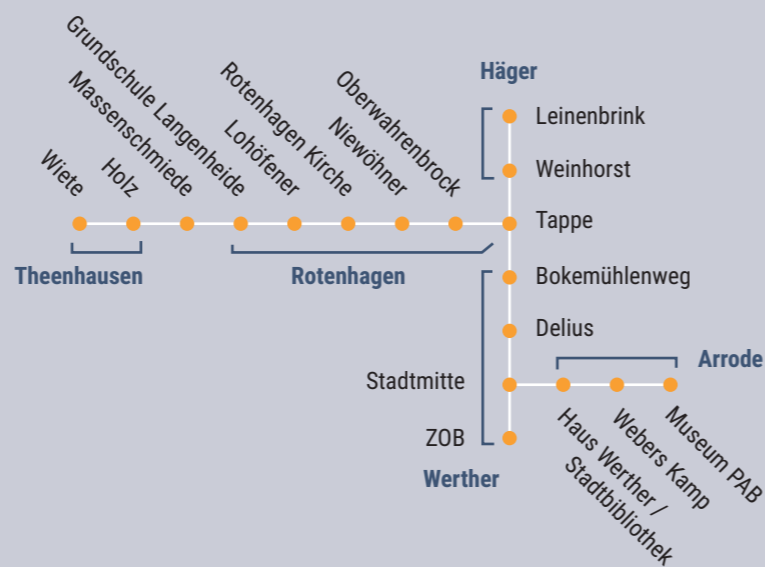 Häger
Leinenbrink
Weinhorst
Tappe
Wiete
Holz
Massenschmiede
Grundschule Langenheide
Lohöfener
Rotenhagen Kirche
Niewöhner
Oberwahrenbrock
Theenhausen
Rotenhagen
Bokemühlenweg
Delius
Stadtmitte
ZOB
Werther
Arrode
Haus Werther /
Stadtbibliothek
Webers Kamp
Museum PAB